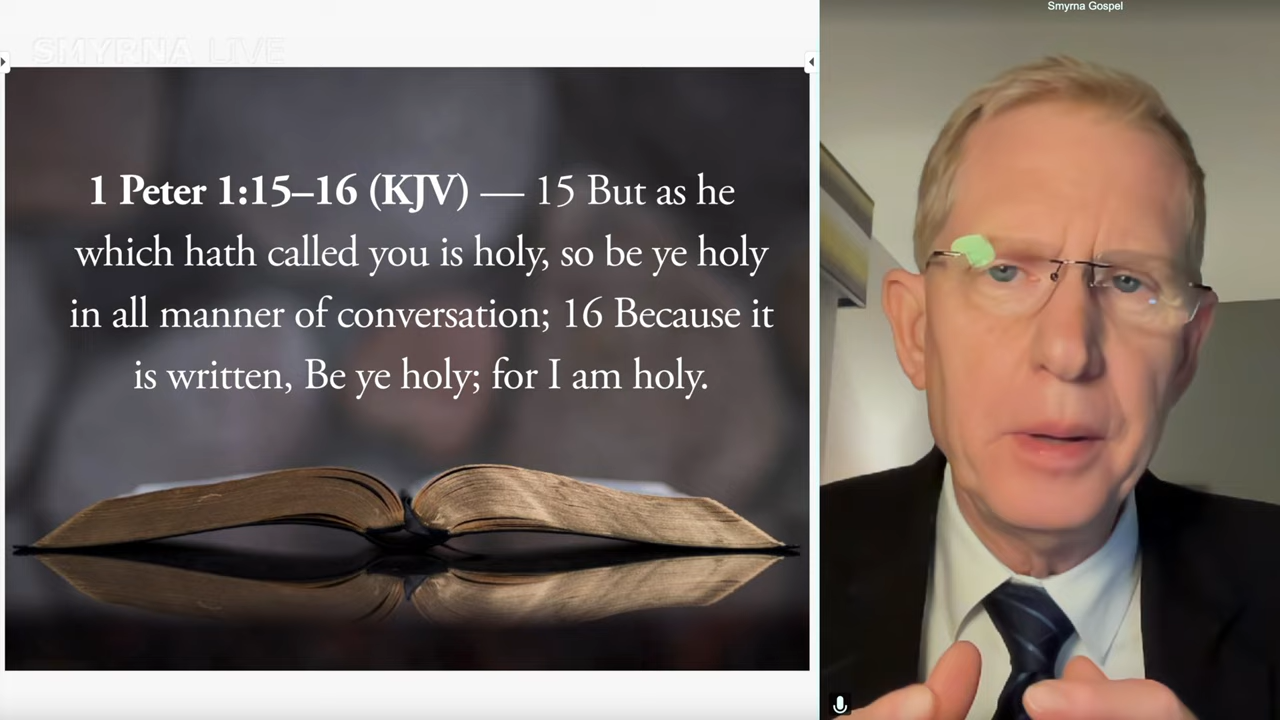 SMYRNA LIVE
1 Peter 1:15–16 (KJV) — 15 But as he
which hath called you is holy, so be ye holy
in all manner of conversation; 16 Because it
is written, Be ye holy; for I am holy.
Smyrna Gospel